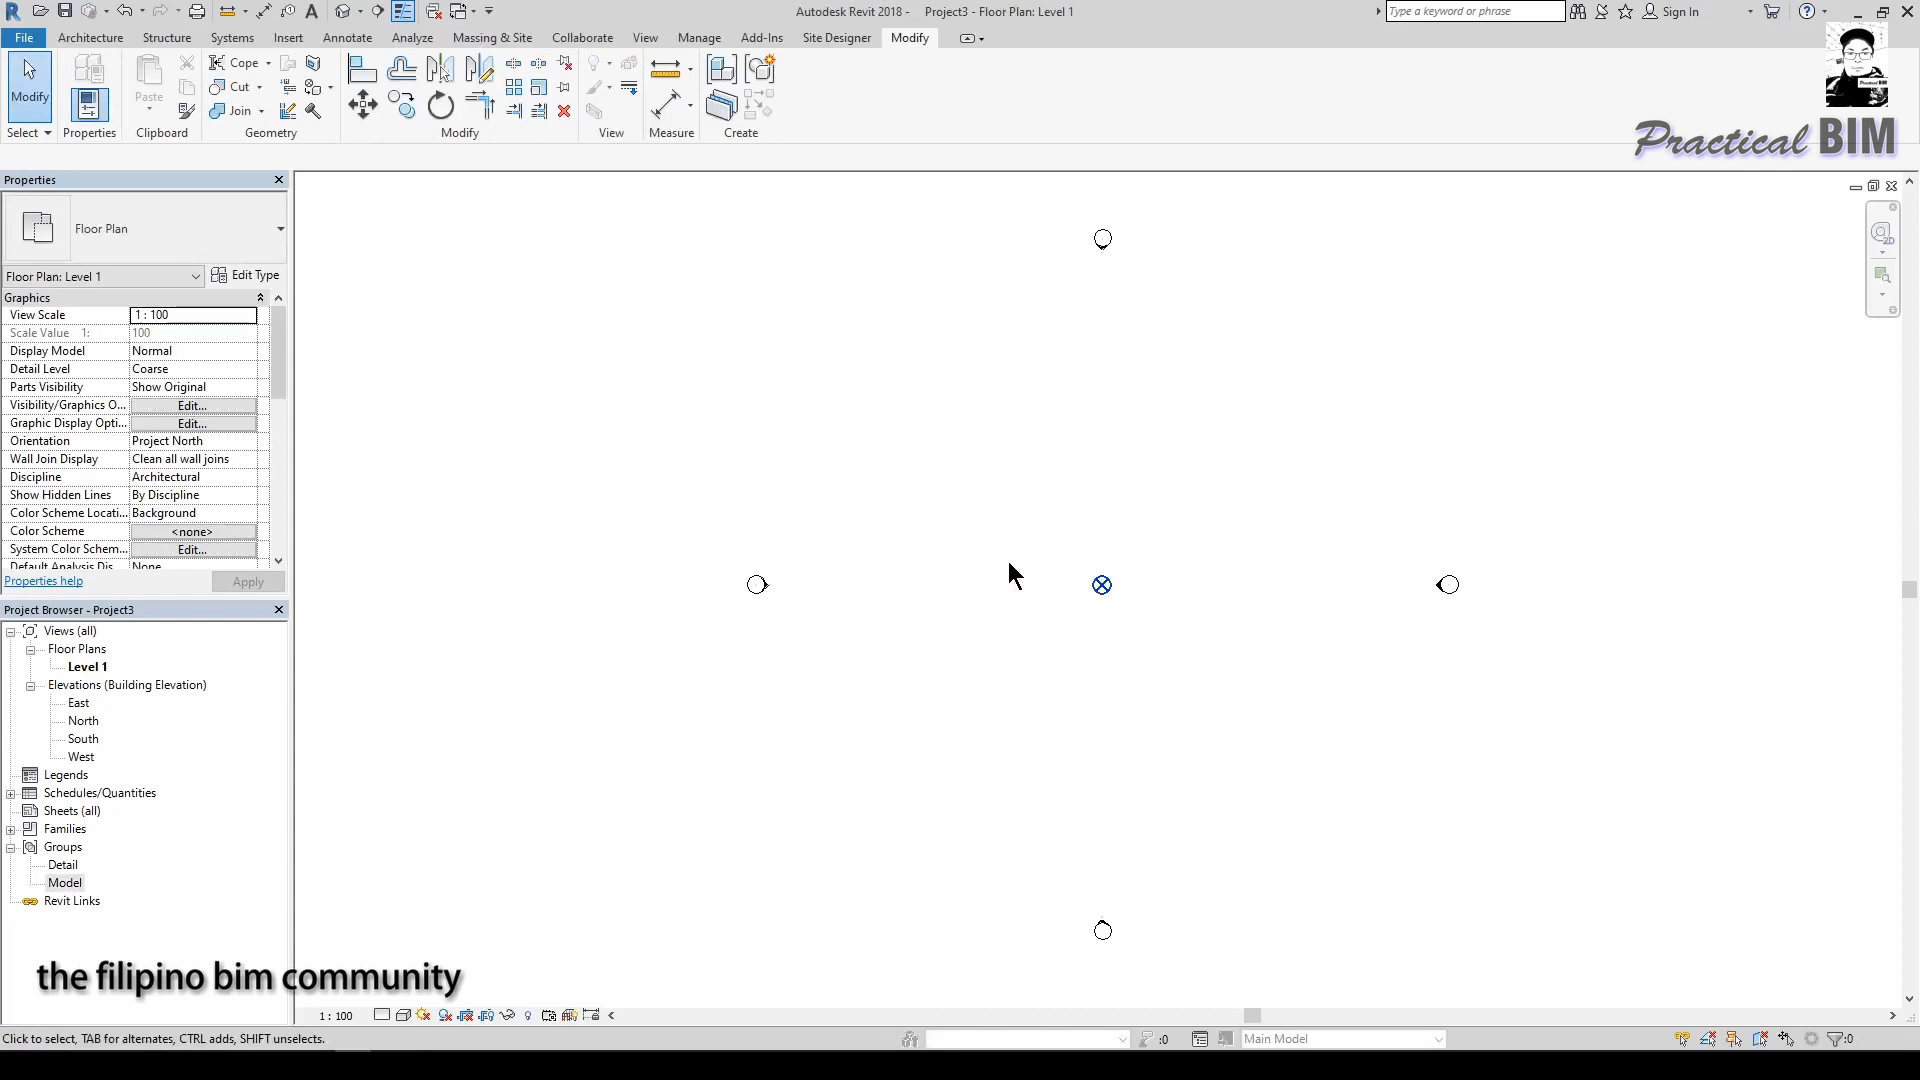 Autodesk Revit 2018 -     Project3 - Floor Plan: Level 1
Type a keyword or phrase
Sign In
File Architecture Structure Systems Insert Annotate Analyze Massing & Site Collaborate View Manage Add-Ins Site Designer Modify
Modify
Paste
Cope
Cut
Join
Select Properties Clipboard Geometry Modify View Measure Create
Practical BIM
Properties
Floor Plan
Floor Plan: Level 1 Edit Type
Graphics
View Scale 1 : 100
Scale Value 1: 100
Display Model Normal
Detail Level Coarse
Parts Visibility Show Original
Visibility/Graphics O... Edit...
Graphic Display Opti... Edit...
Orientation Project North
Wall Join Display Clean all wall joins
Discipline Architectural
Show Hidden Lines By Discipline
Color Scheme Locati... Background
Color Scheme <none>
System Color Schem... Edit...
Default Analysis Dis... None
Properties help Apply
Project Browser - Project3
Views (all)
Floor Plans
Level 1
Elevations (Building Elevation)
East
North
South
West
Legends
Schedules/Quantities
Sheets (all)
Families
Groups
Detail
Model
Revit Links
the filipino bim community
1 : 100
Click to select, TAB for alternates, CTRL adds, SHIFT unselects.
:0
Main Model
:0